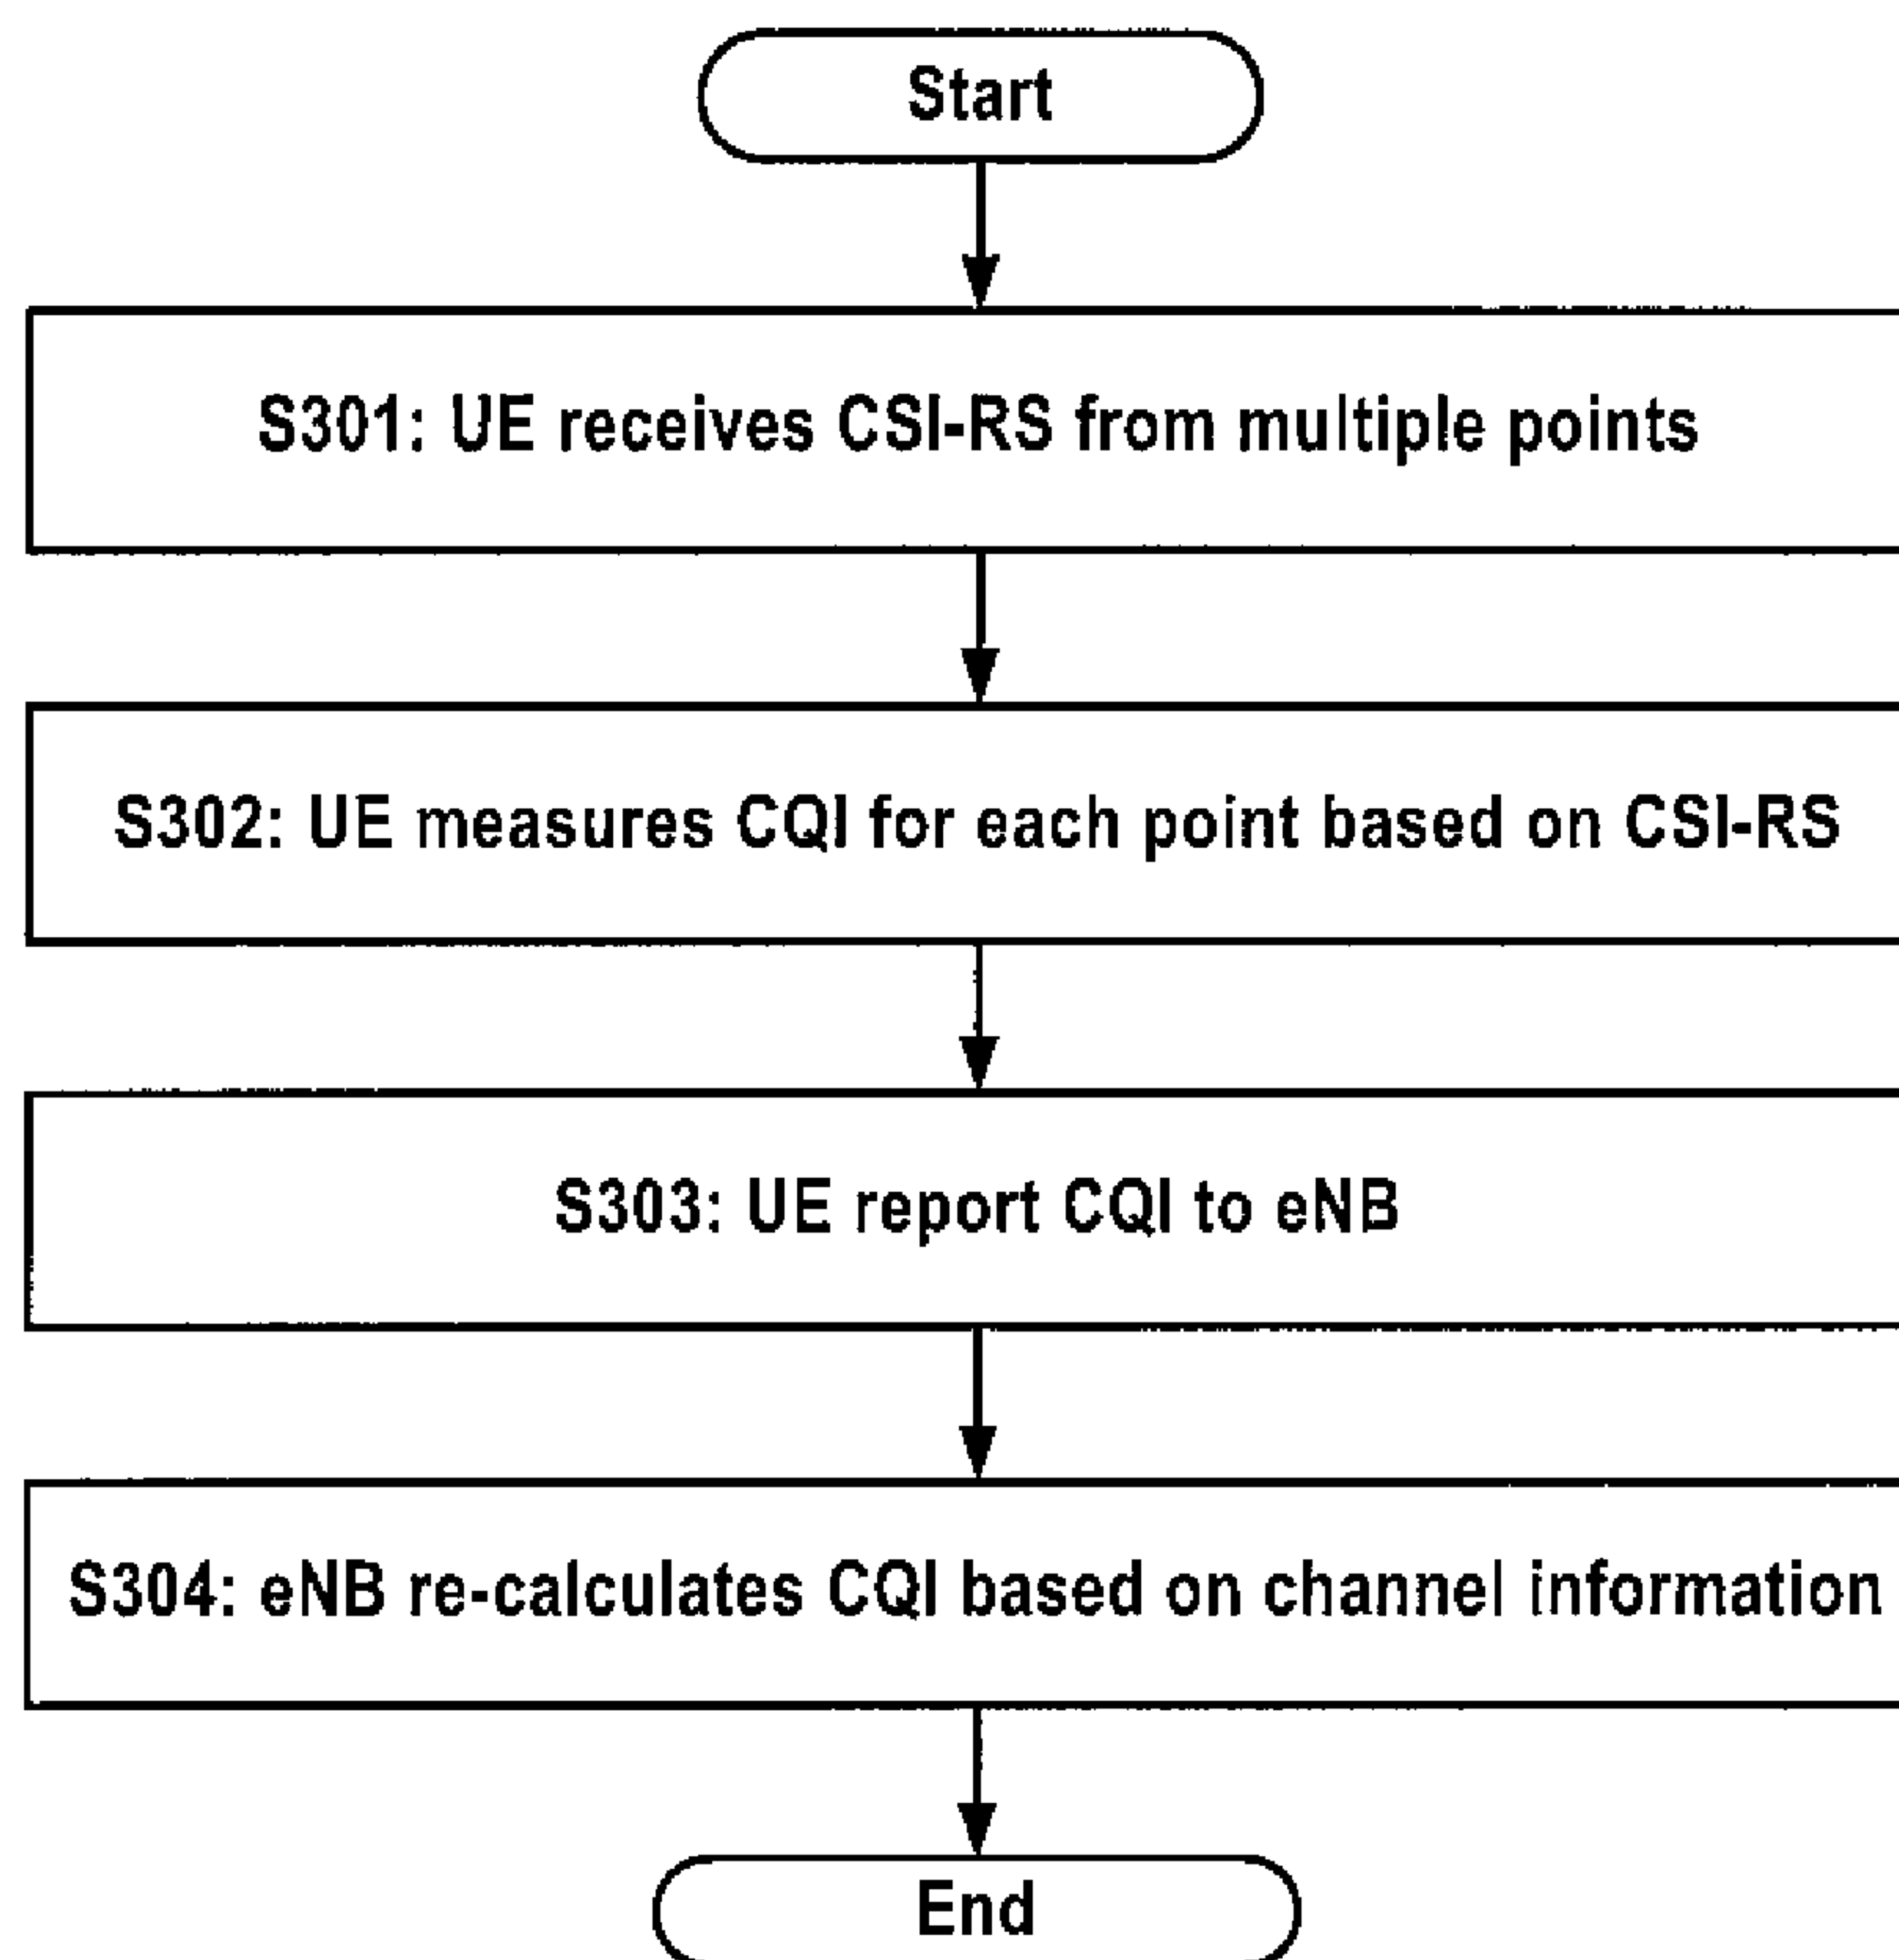 Start
S301: UE receives CSI-RS from multiple points
S302: UE measures CQI for each point based on CSI-RS
S303: UE report CQI to eNB
S304: eNB re-calculates CQI based on channel information
End